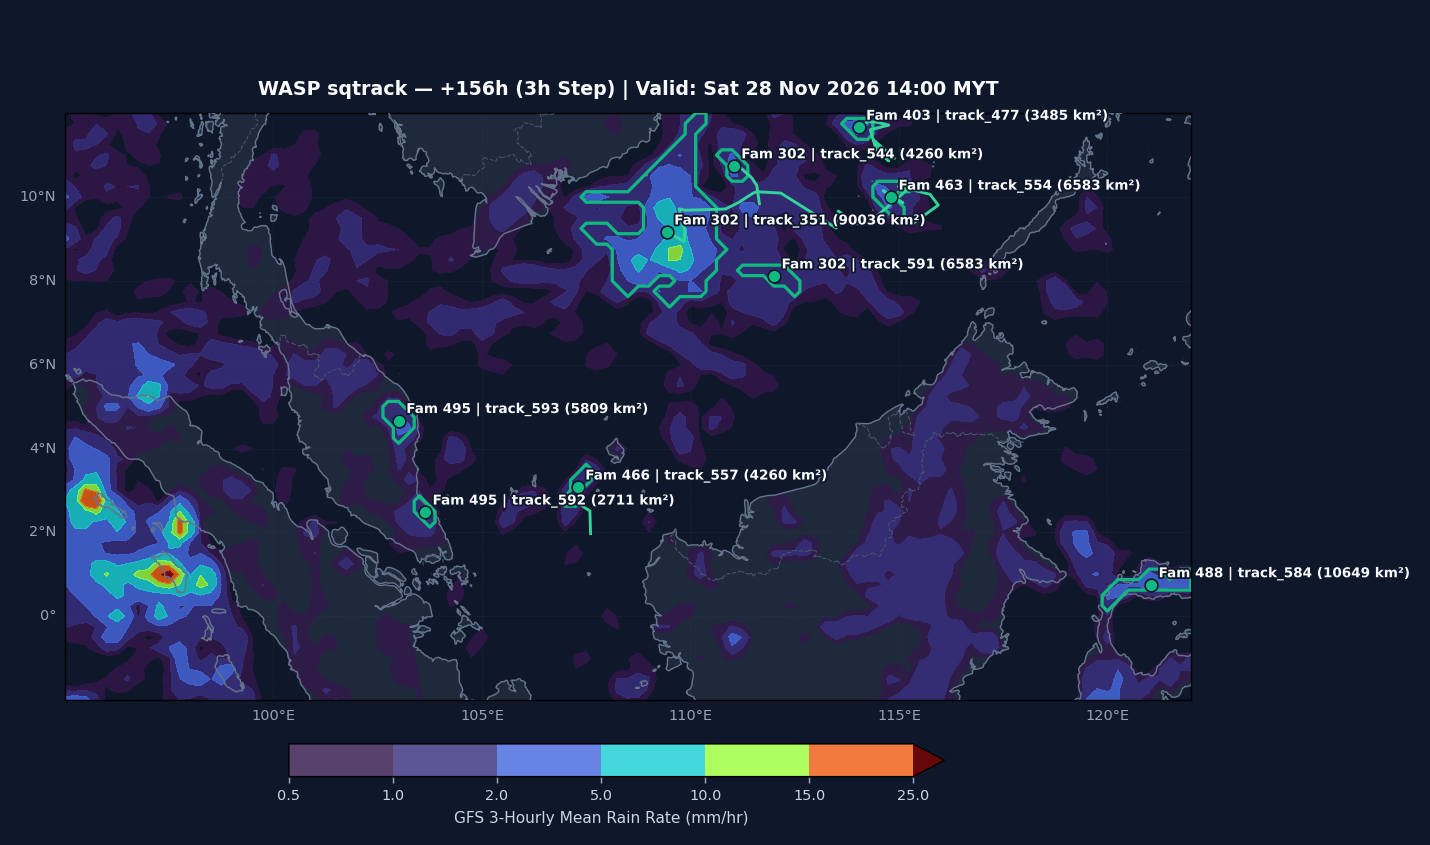 WASP sqtrack — +156h (3h Step) | Valid: Sat 28 Nov 2026 14:00 MYT
Fam 403 | track_477 (3485 km²)
Fam 302 | track_544 (4260 km²)
Fam 463 | track_554 (6583 km²)
10°N
Fam 302 | track_351 (90036 km²)
Fam 302 | track_591 (6583 km²)
8°N
6°N
Fam 495 | track_593 (5809 km²)
4°N
Fam 466 | track_557 (4260 km²)
Fam 495 | track_592 (2711 km²)
2°N
Fam 488 | track_584 (10649 km²)
0°
100°E 105°E 110°E 115°E 120°E
0.5 1.0 2.0 5.0 10.0 15.0 25.0
GFS 3-Hourly Mean Rain Rate (mm/hr)